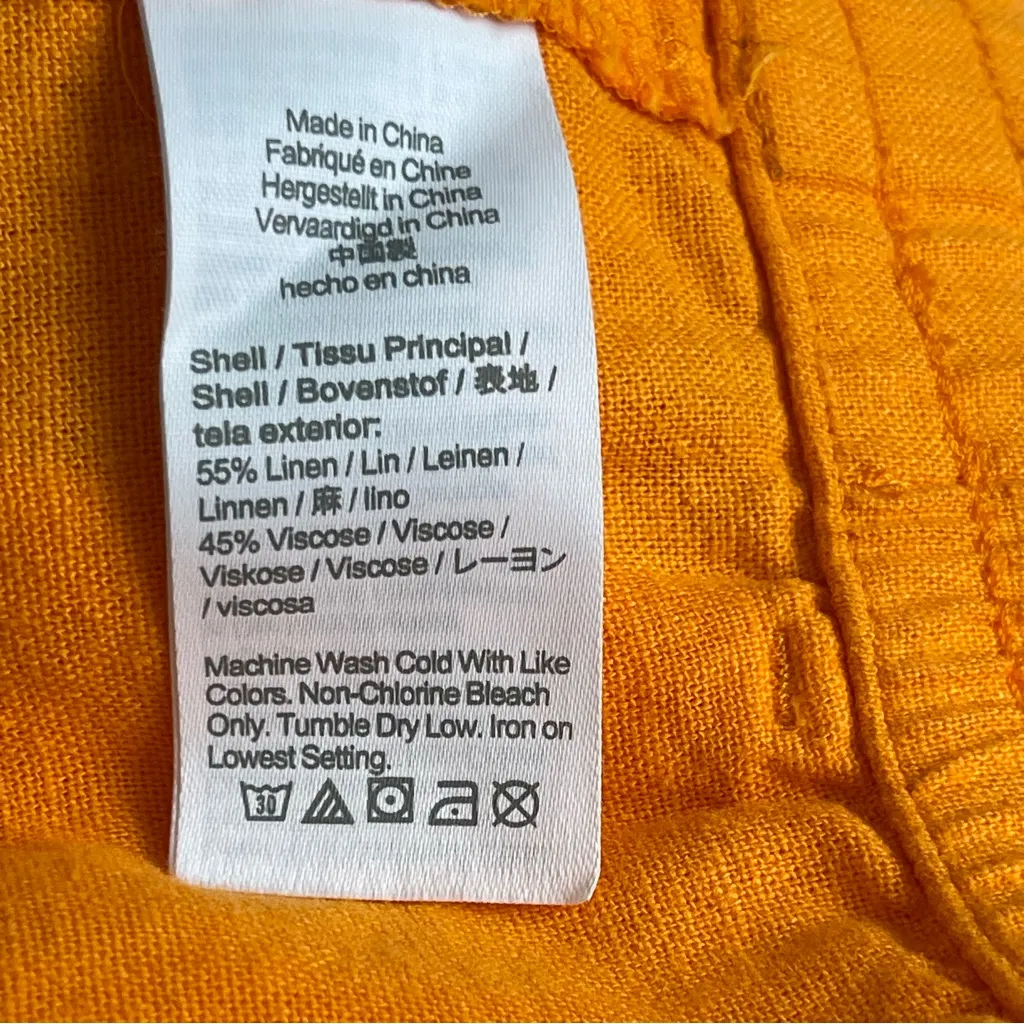 Made in China
Fabriqué en Chine
Hergestellt in China
Vervaardigd in China
中国製
hecho en china
Shell / Tissu Principal /
Shell / Bovenstof / 表地 /
tela exterior:
55% Linen / Lin / Leinen /
Linnen / 麻 / lino
45% Viscose / Viscose /
Viskose / Viscose / レーヨン
/ viscosa
Machine Wash Cold With Like
Colors. Non-Chlorine Bleach
Only. Tumble Dry Low. Iron on
Lowest Setting.
30